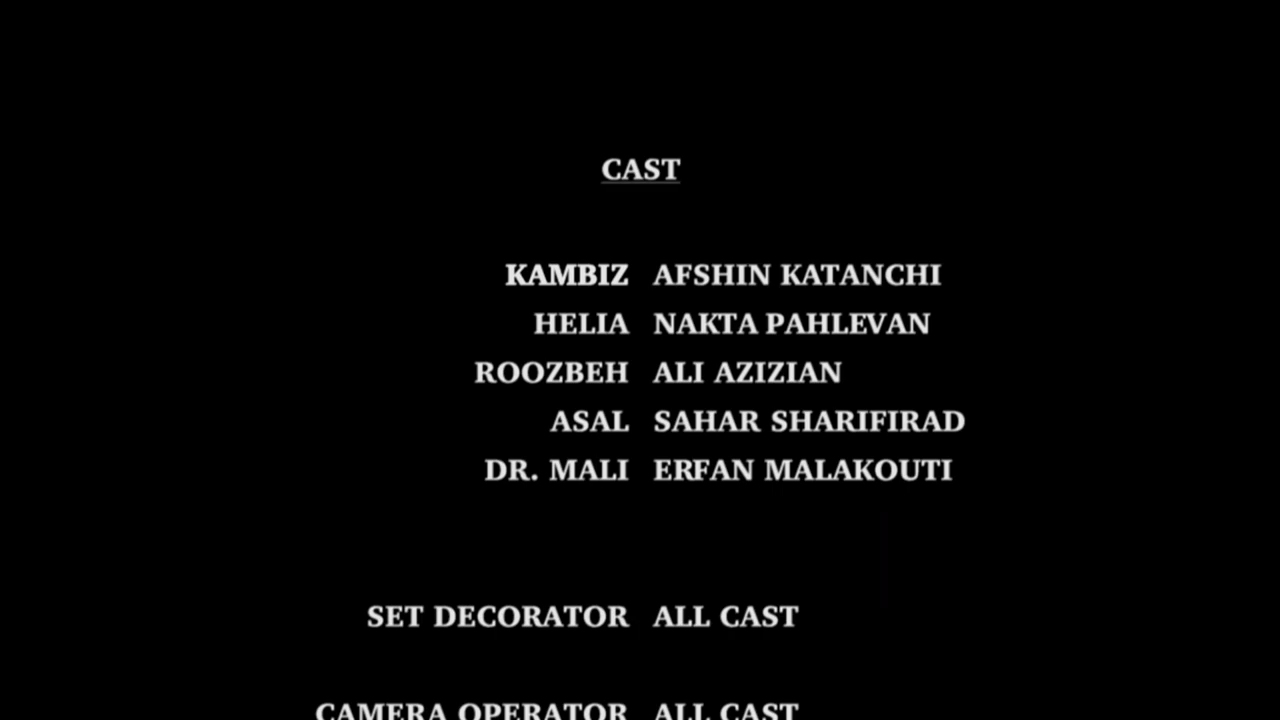 CAST
KAMBIZ AFSHIN KATANCHI
HELIA NAKTA PAHLEVAN
ROOZBEH ALI AZIZIAN
ASAL SAHAR SHARIFIRAD
DR. MALI ERFAN MALAKOUTI
SET DECORATOR ALL CAST
CAMERA OPERATOR ALL CAST